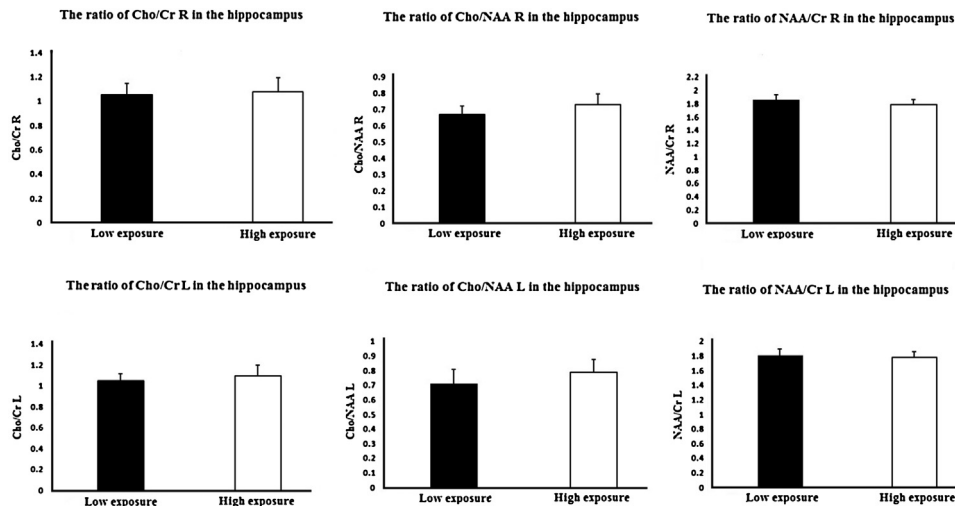 The ratio of Cho/Cr R in the hippocampus
1.4
1.2
1
0.8
0.6
0.4
0.2
0
Cho/Cr R
Low exposure
High exposure
The ratio of Cho/NAA R in the hippocampus
0.9
0.8
0.7
0.6
0.5
0.4
0.3
0.2
0.1
0
Cho/NAA R
Low exposure
High exposure
The ratio of NAA/Cr R in the hippocampus
2.2
2
1.8
1.6
1.4
1.2
1
0.8
0.6
0.4
0.2
0
NAA/Cr R
Low exposure
High exposure
The ratio of Cho/Cr L in the hippocampus
1.4
1.2
1
0.8
0.6
0.4
0.2
0
Cho/Cr L
Low exposure
High exposure
The ratio of Cho/NAA L in the hippocampus
1
0.9
0.8
0.7
0.6
0.5
0.4
0.3
0.2
0.1
0
Cho/NAA L
Low exposure
High exposure
The ratio of NAA/Cr L in the hippocampus
2
1.8
1.6
1.4
1.2
1
0.8
0.6
0.4
0.2
0
NAA/Cr L
Low exposure
High exposure